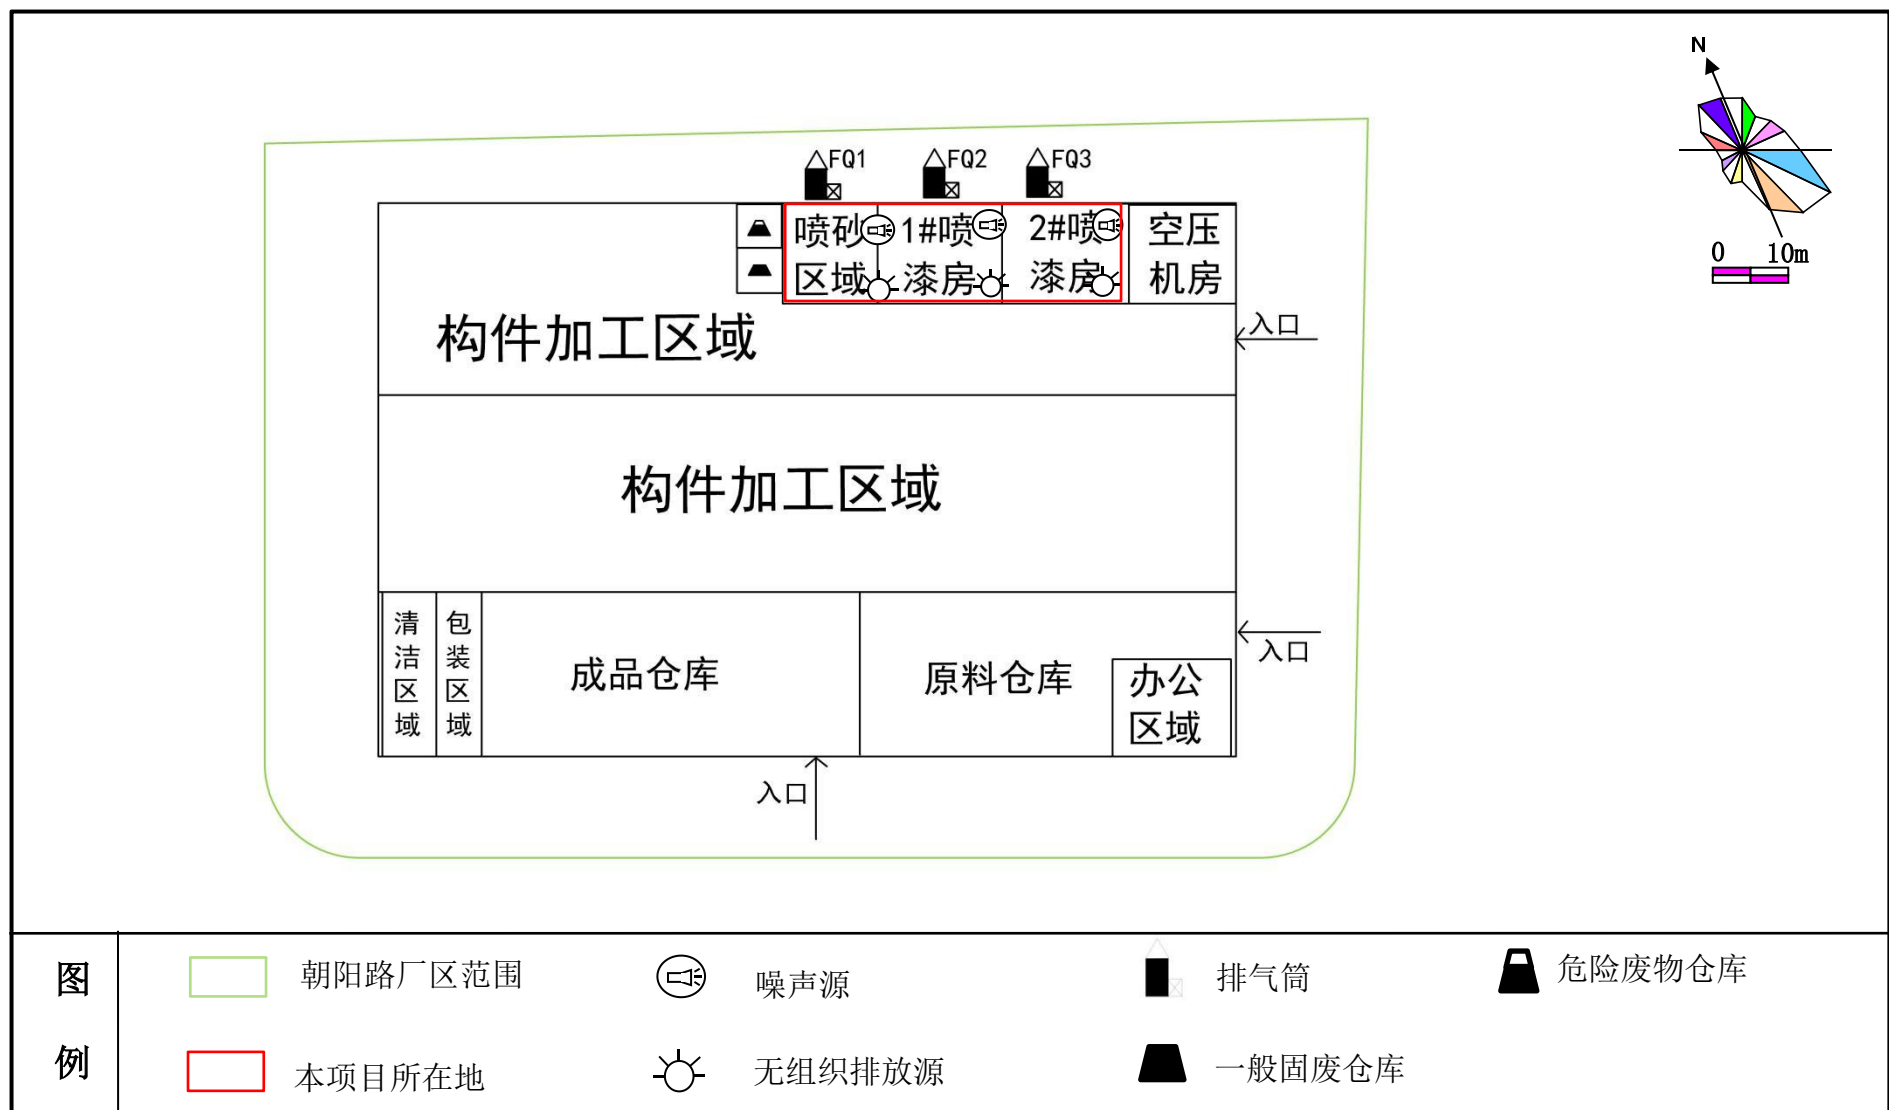 N
0 10m
FQ1
FQ2
FQ3
喷砂
区域
1#喷
漆房
2#喷
漆房
空压
机房
构件加工区域
入口
构件加工区域
清洁区域
包装区域
成品仓库
原料仓库
办公
区域
入口
入口
图例
朝阳路厂区范围
噪声源
排气筒
危险废物仓库
本项目所在地
无组织排放源
一般固废仓库